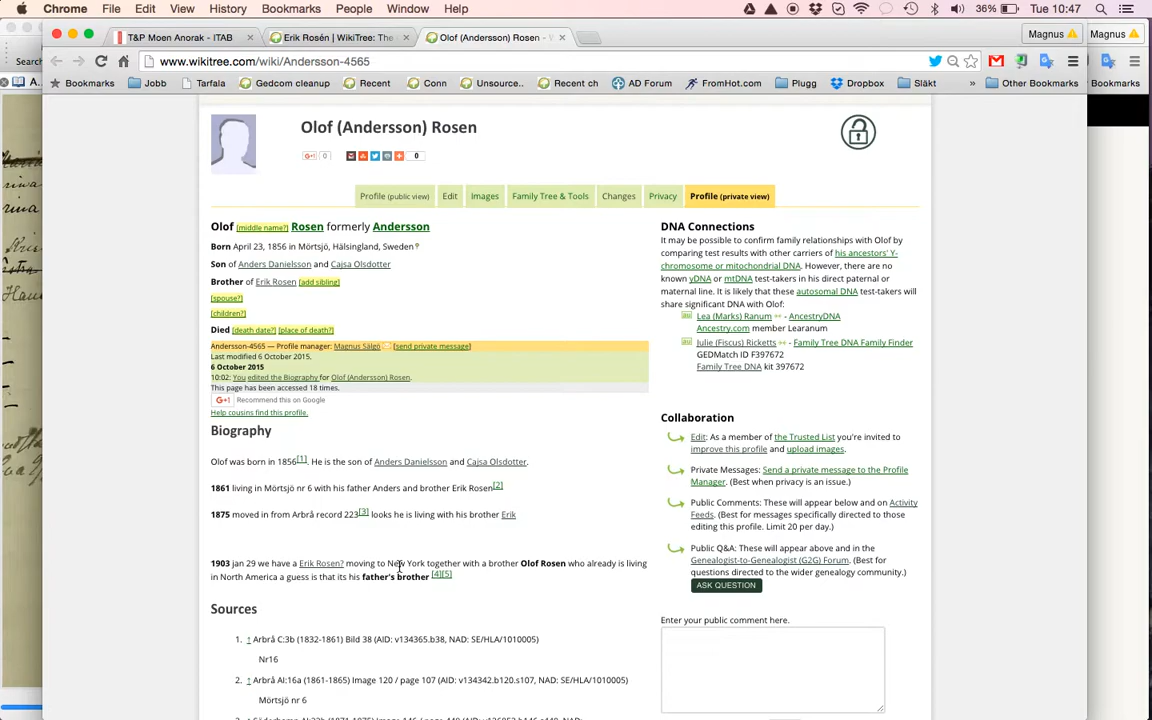 Chrome File Edit View History Bookmarks People Window Help 36% Tue 10:47
T&P Moen Anorak - ITAB × Erik Rosén | WikiTree: The × Olof (Andersson) Rosen - × Magnus Magnus
www.wikitree.com/wiki/Andersson-4565
Bookmarks Jobb Tarfala Gedcom cleanup Recent Conn Unsource.. Recent ch AD Forum FromHot.com Plugg Dropbox Släkt » Other Bookmarks Bookmarks
Olof (Andersson) Rosen
0 0
Profile (public view) Edit Images Family Tree & Tools Changes Privacy Profile (private view)
Olof [middle name?] Rosen formerly Andersson
Born April 23, 1856 in Mörtsjö, Hälsingland, Sweden ?
Son of Anders Danielsson and Cajsa Olsdotter
Brother of Erik Rosen [add sibling]
[spouse?]
[children?]
Died [death date?] [place of death?]
Andersson-4565 — Profile manager: Magnus Sälgö [send private message]
Last modified 6 October 2015.
6 October 2015
10:02: You edited the Biography for Olof (Andersson) Rosen.
This page has been accessed 18 times.
+1 Recommend this on Google
Help cousins find this profile.
Biography
Olof was born in 1856[1]. He is the son of Anders Danielsson and Cajsa Olsdotter.
1861 living in Mörtsjö nr 6 with his father Anders and brother Erik Rosen[2]
1875 moved in from Arbrå record 223[3] looks he is living with his brother Erik
1903 jan 29 we have a Erik Rosen? moving to New York together with a brother Olof Rosen who already is living
in North America a guess is that its his father's brother [4][5]
Sources
1. ↑ Arbrå C:3b (1832-1861) Bild 38 (AID: v134365.b38, NAD: SE/HLA/1010005)
Nr16
2. ↑ Arbrå AI:16a (1861-1865) Image 120 / page 107 (AID: v134342.b120.s107, NAD: SE/HLA/1010005)
Mörtsjö nr 6
DNA Connections
It may be possible to confirm family relationships with Olof by
comparing test results with other carriers of his ancestors' Y-
chromosome or mitochondrial DNA. However, there are no
known yDNA or mtDNA test-takers in his direct paternal or
maternal line. It is likely that these autosomal DNA test-takers will
share significant DNA with Olof:
Lea (Marks) Ranum - AncestryDNA
Ancestry.com member Learanum
Julie (Fiscus) Ricketts - Family Tree DNA Family Finder
GEDMatch ID F397672
Family Tree DNA kit 397672
Collaboration
Edit: As a member of the Trusted List you're invited to
improve this profile and upload images.
Private Messages: Send a private message to the Profile
Manager. (Best when privacy is an issue.)
Public Comments: These will appear below and on Activity
Feeds. (Best for messages specifically directed to those
editing this profile. Limit 20 per day.)
Public Q&A: These will appear above and in the
Genealogist-to-Genealogist (G2G) Forum. (Best for
questions directed to the wider genealogy community.)
ASK QUESTION
Enter your public comment here.
Search